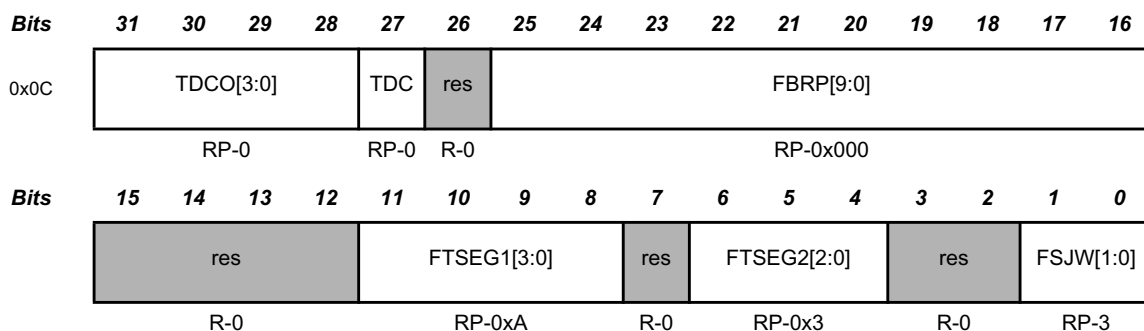 Bits 31 30 29 28 27 26 25 24 23 22 21 20 19 18 17 16
0x0C TDCO[3:0] TDC res FBRP[9:0]
RP-0 RP-0 R-0 RP-0x000
Bits 15 14 13 12 11 10 9 8 7 6 5 4 3 2 1 0
res FTSEG1[3:0] res FTSEG2[2:0] res FSJW[1:0]
R-0 RP-0xA R-0 RP-0x3 R-0 RP-3